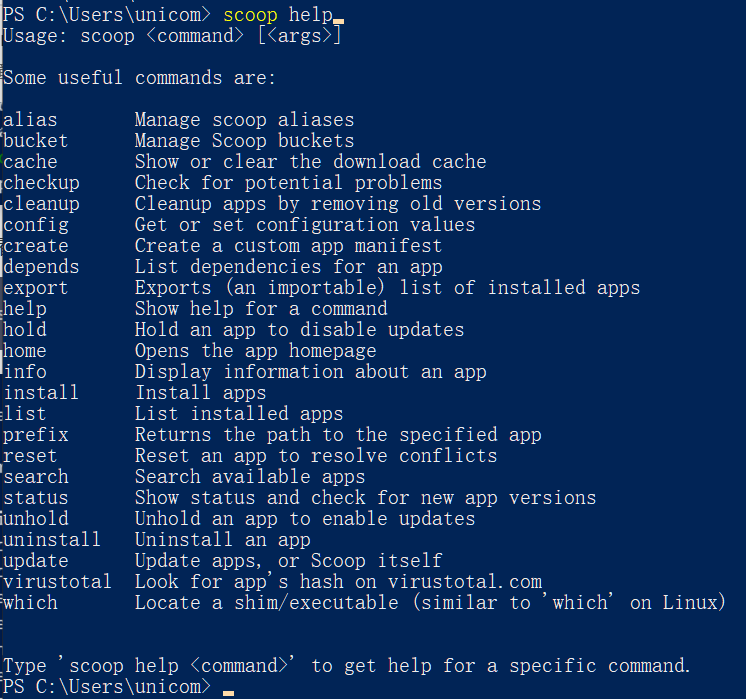 PS C:\Users\unicom> scoop help
Usage: scoop <command> [<args>]
Some useful commands are:
alias Manage scoop aliases
bucket Manage Scoop buckets
cache Show or clear the download cache
checkup Check for potential problems
cleanup Cleanup apps by removing old versions
config Get or set configuration values
create Create a custom app manifest
depends List dependencies for an app
export Exports (an importable) list of installed apps
help Show help for a command
hold Hold an app to disable updates
home Opens the app homepage
info Display information about an app
install Install apps
list List installed apps
prefix Returns the path to the specified app
reset Reset an app to resolve conflicts
search Search available apps
status Show status and check for new app versions
unhold Unhold an app to enable updates
uninstall Uninstall an app
update Update apps, or Scoop itself
virustotal Look for app's hash on virustotal.com
which Locate a shim/executable (similar to 'which' on Linux)
Type 'scoop help <command>' to get help for a specific command.
PS C:\Users\unicom>